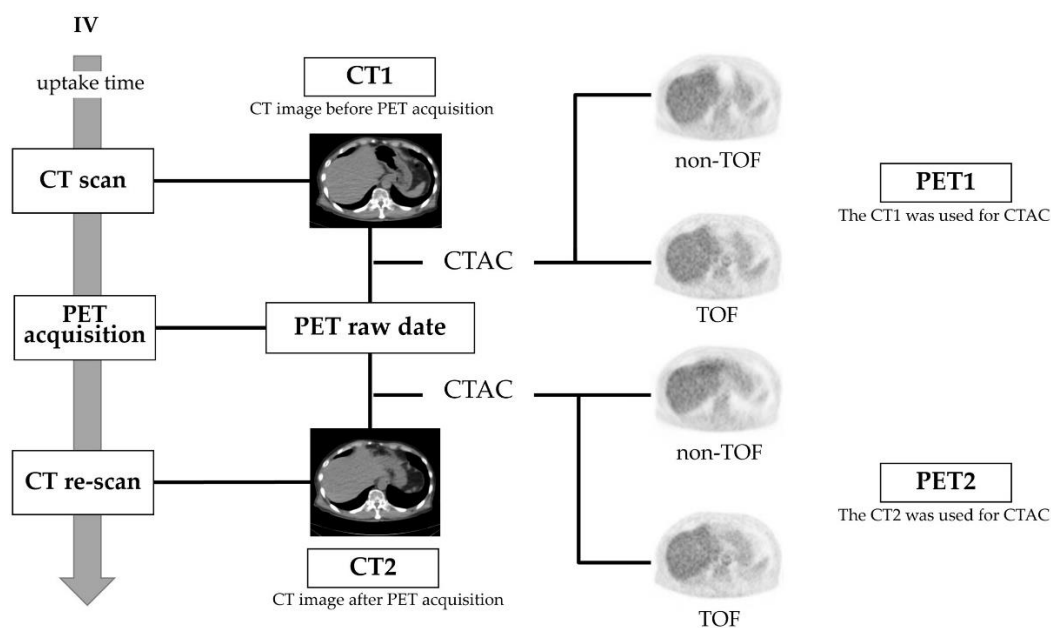 IV
uptake time
CT scan
PET
acquisition
CT re-scan
CT1
CT image before PET acquisition
CTAC
PET raw date
CTAC
CT2
CT image after PET acquisition
non-TOF
TOF
PET1
The CT1 was used for CTAC
non-TOF
TOF
PET2
The CT2 was used for CTAC